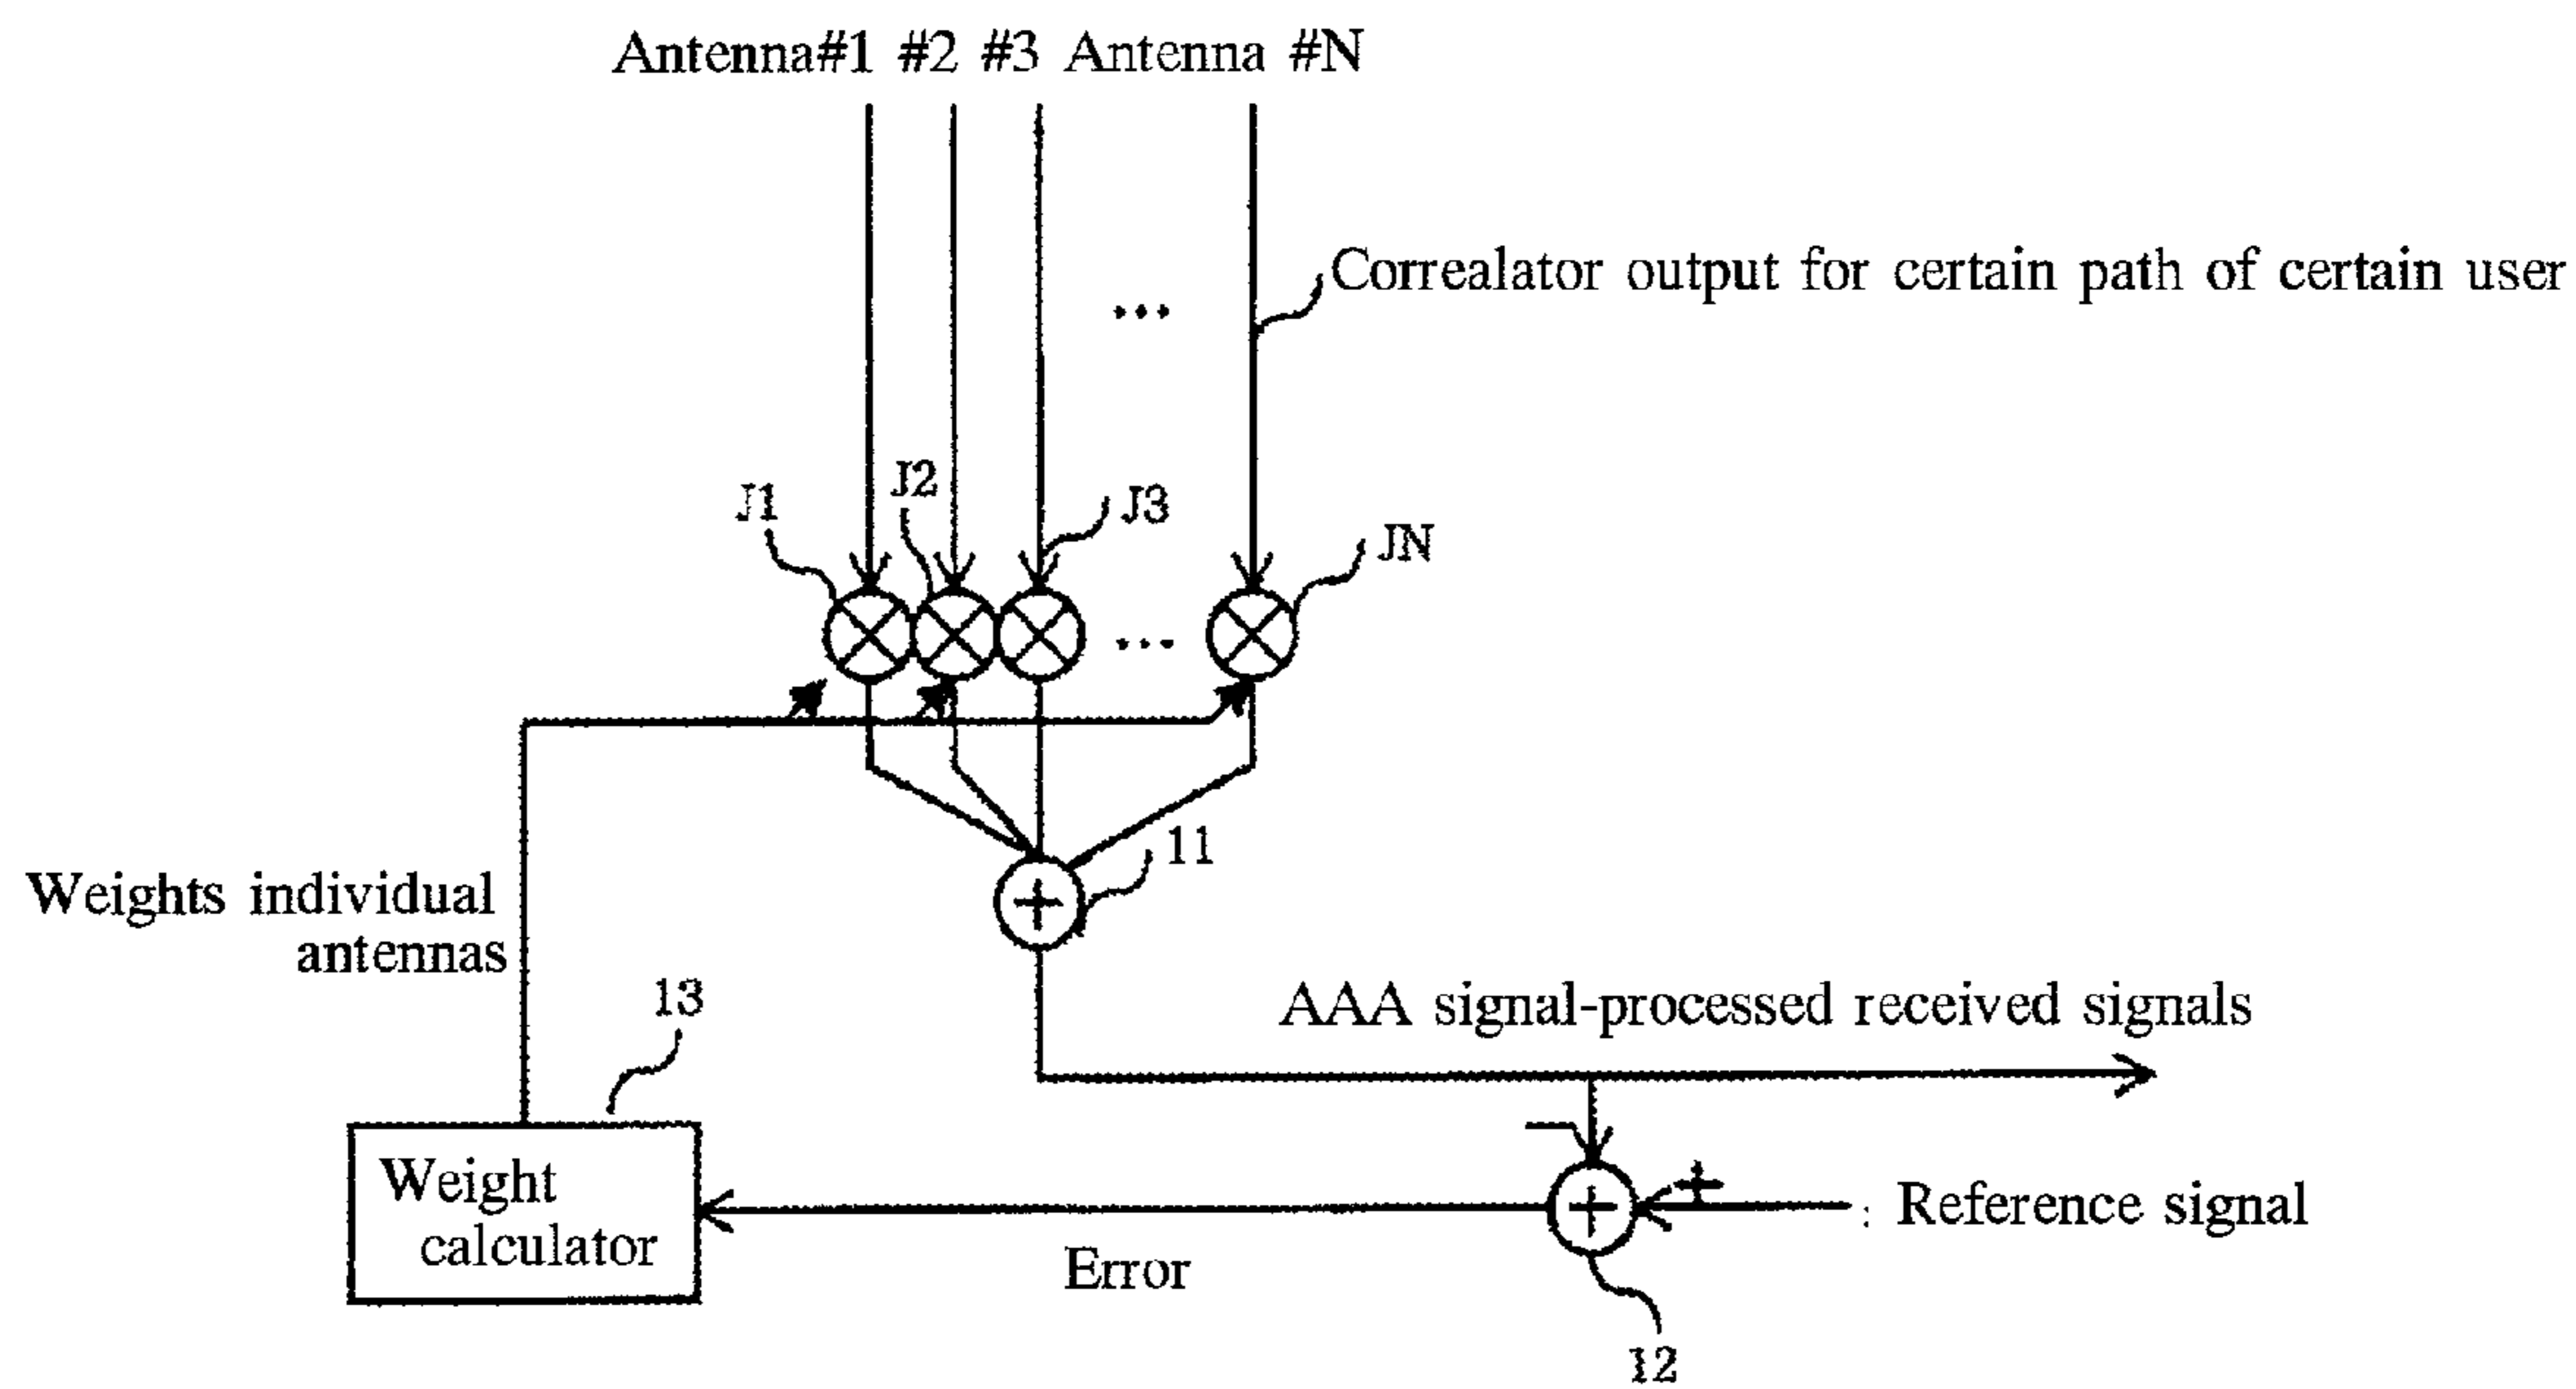 Antenna#1 #2 #3 Antenna #N
Correalator output for certain path of certain user
...
J1
J2
J3
JN
...
11
Weights individual
antennas
13
AAA signal-processed received signals
Weight
calculator
Error
: Reference signal
12